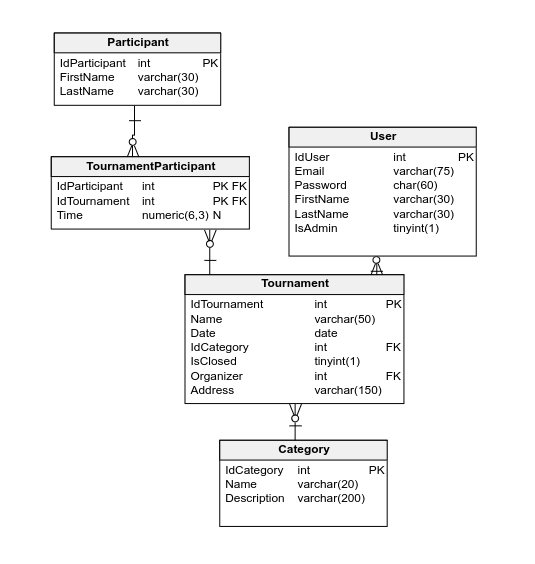 Participant
IdParticipant int PK
FirstName varchar(30)
LastName varchar(30)
TournamentParticipant
IdParticipant int PK FK
IdTournament int PK FK
Time numeric(6,3) N
User
IdUser int PK
Email varchar(75)
Password char(60)
FirstName varchar(30)
LastName varchar(30)
IsAdmin tinyint(1)
Tournament
IdTournament int PK
Name varchar(50)
Date date
IdCategory int FK
IsClosed tinyint(1)
Organizer int FK
Address varchar(150)
Category
IdCategory int PK
Name varchar(20)
Description varchar(200)